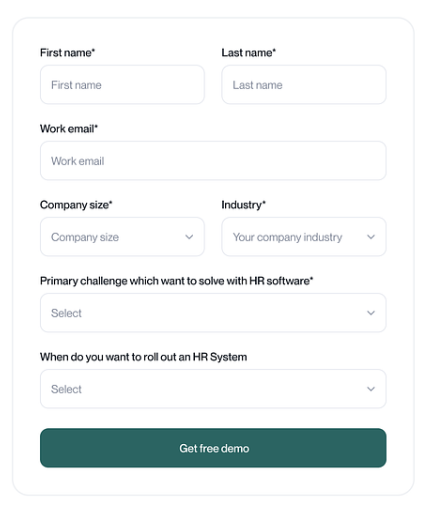 First name*
Last name*
First name
Last name
Work email*
Work email
Company size*
Industry*
Company size
Your company industry
Primary challenge which want to solve with HR software*
Select
When do you want to roll out an HR System
Select
Get free demo